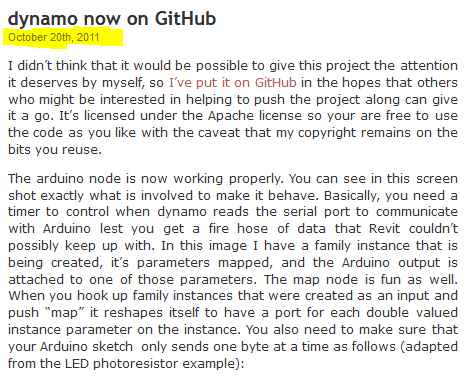 dynamo now on GitHub
October 20th, 2011
I didn’t think that it would be possible to give this project the attention
it deserves by myself, so I’ve put it on GitHub in the hopes that others
who might be interested in helping to push the project along can give
it a go. It’s licensed under the Apache license so your are free to use
the code as you like with the caveat that my copyright remains on the
bits you reuse.
The arduino node is now working properly. You can see in this screen
shot exactly what is involved to make it behave. Basically, you need a
timer to control when dynamo reads the serial port to communicate
with Arduino lest you get a fire hose of data that Revit couldn’t
possibly keep up with. In this image I have a family instance that is
being created, it’s parameters mapped, and the Arduino output is
attached to one of those parameters. The map node is fun as well.
When you hook up family instances that were created as an input and
push “map” it reshapes itself to have a port for each double valued
instance parameter on the instance. You also need to make sure that
your Arduino sketch only sends one byte at a time as follows (adapted
from the LED photoresistor example):